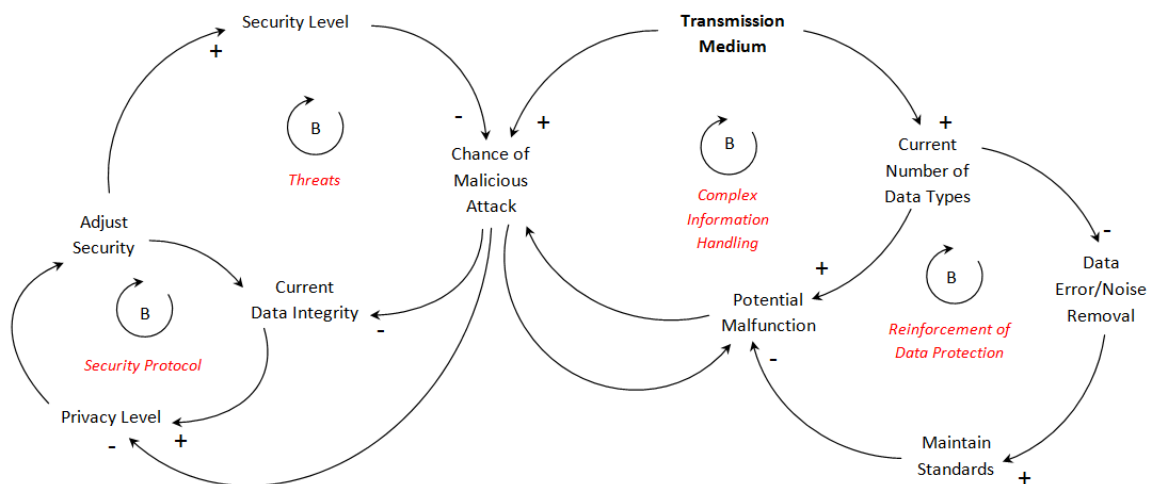 Security Level
+
-
B
Threats
Transmission
Medium
+
+
B
Complex
Information
Handling
Chance of
Malicious
Attack
Current
Number of
Data Types
-
Adjust
Security
B
Security Protocol
Current
Data Integrity
-
+
Potential
Malfunction
-
B
Reinforcement of
Data Protection
Data
Error/Noise
Removal
Privacy Level
-
+
Maintain
Standards
+